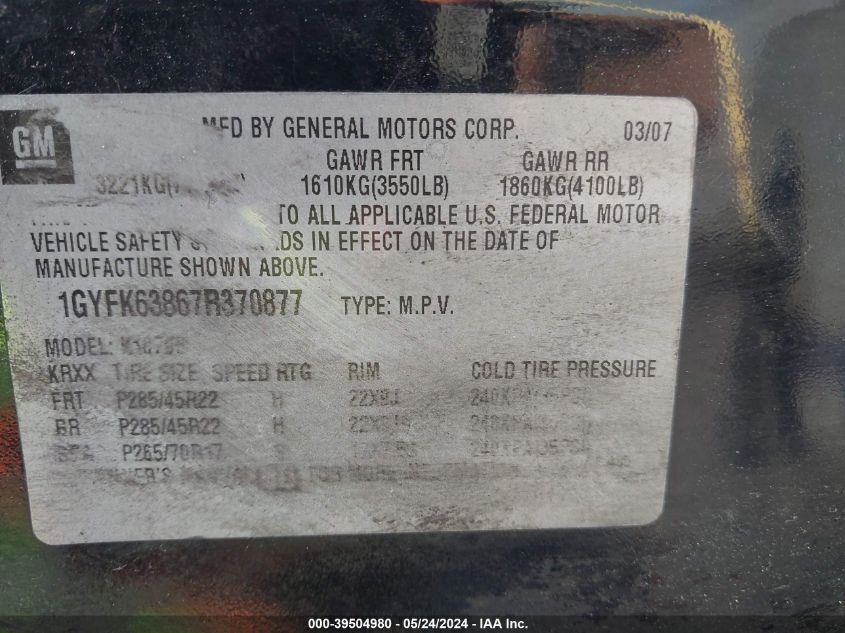 GM
MFD BY GENERAL MOTORS CORP. 03/07
GAWR FRT GAWR RR
3221KG( 1610KG(3550LB) 1860KG(4100LB)
TO ALL APPLICABLE U.S. FEDERAL MOTOR
VEHICLE SAFETY IN EFFECT ON THE DATE OF
MANUFACTURE SHOWN ABOVE.
1GYFK63867R370877 TYPE: M.P.V.
MODEL:
KRXX TIRE SIZE SPEED RTG RIM COLD TIRE PRESSURE
FRT P285/45R22 H
RR P285/45R22 H
P265/70R17
FOR MORE
000-39504980 / 05/24/2024 - IAA Inc.